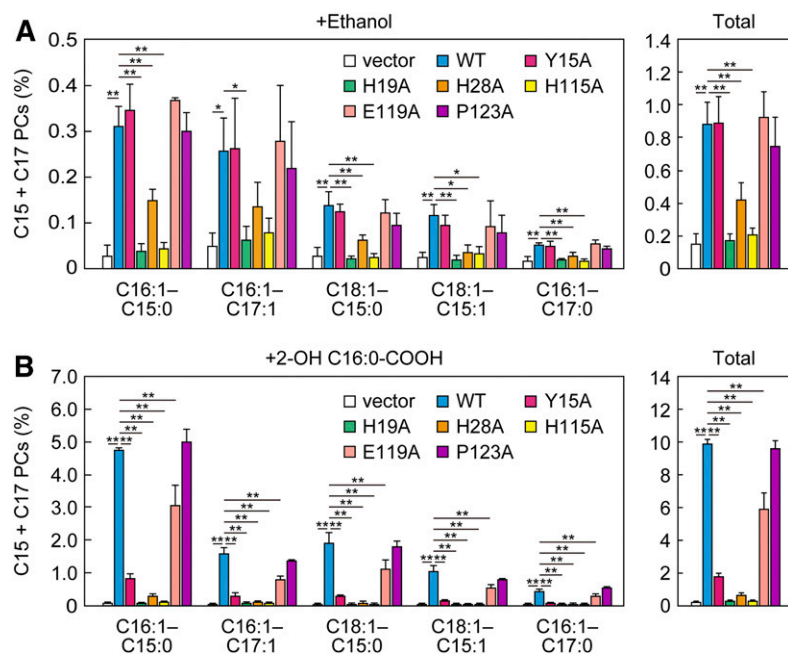 A
+Ethanol
Total
C15 + C17 PCs (%)
0.5
0.4
0.3
0.2
0.1
0
vector WT Y15A
H19A H28A H115A
E119A P123A
** ** ** **
* *
** ** ** **
** ** * *
** ** ** **
C16:1–C15:0
C16:1–C17:1
C18:1–C15:0
C18:1–C15:1
C16:1–C17:0
1.4
1.2
1.0
0.8
0.6
0.4
0.2
0
** ** ** **
B
+2-OH C16:0-COOH
Total
C15 + C17 PCs (%)
7.0
6.0
5.0
4.0
3.0
2.0
1.0
0
vector WT Y15A
H19A H28A H115A
E119A P123A
** ** ** ** ** **
** ** ** ** ** **
** ** ** ** ** **
** ** ** ** ** **
** ** ** ** ** **
C16:1–C15:0
C16:1–C17:1
C18:1–C15:0
C18:1–C15:1
C16:1–C17:0
14
12
10
8
6
4
2
0
** ** ** ** ** **